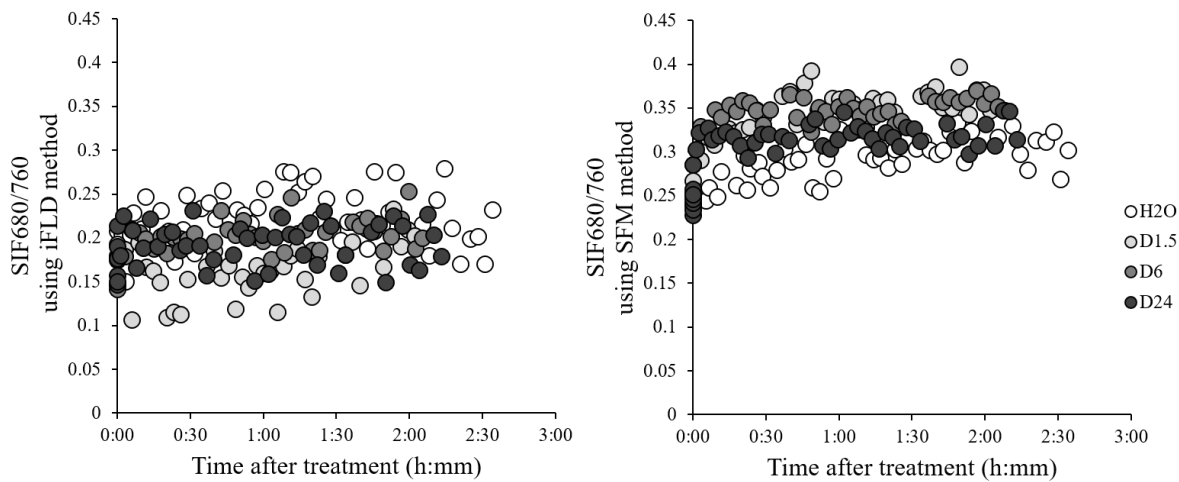 SIF680/760
using iFLD method
0.45
0.4
0.35
0.3
0.25
0.2
0.15
0.1
0.05
0
0:00 0:30 1:00 1:30 2:00 2:30 3:00
Time after treatment (h:mm)
SIF680/760
using SFM method
0.45
0.4
0.35
0.3
0.25
0.2
0.15
0.1
0.05
0
0:00 0:30 1:00 1:30 2:00 2:30 3:00
Time after treatment (h:mm)
H2O
D1.5
D6
D24